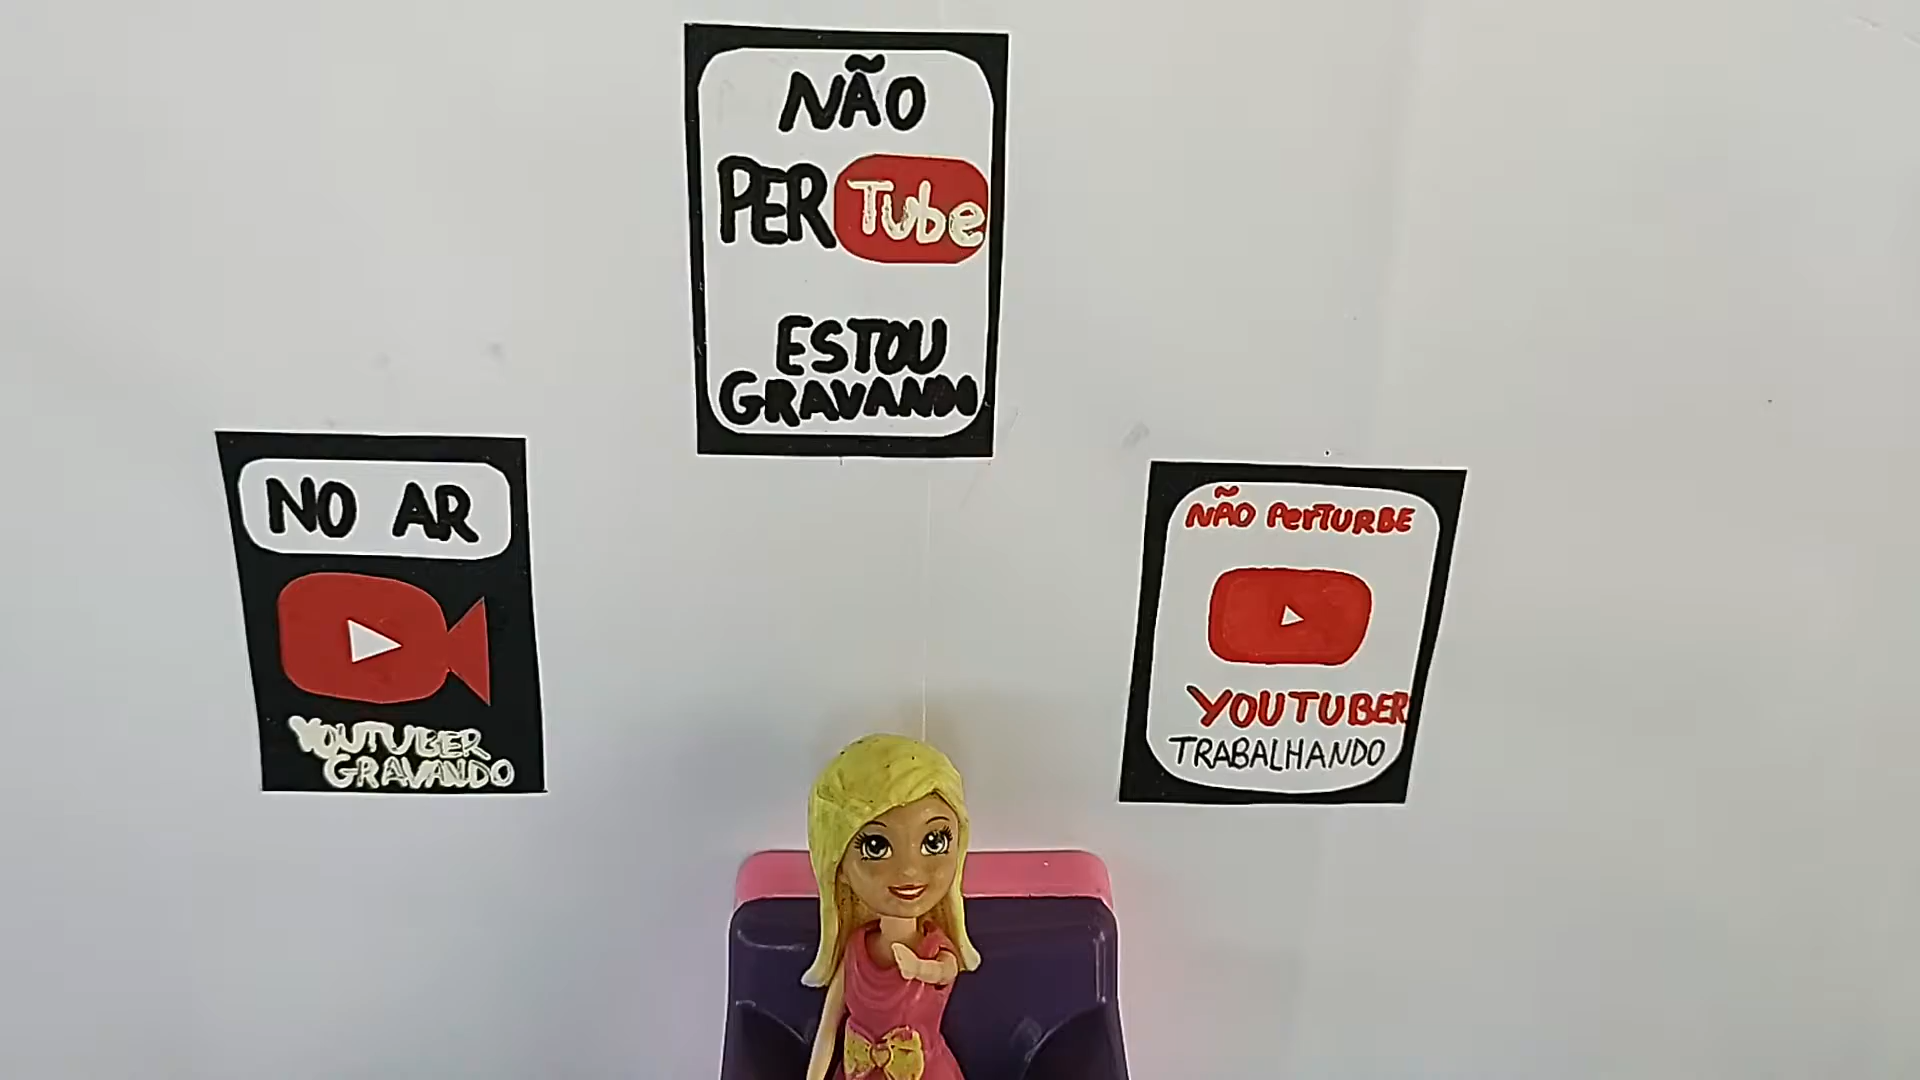 NÃO
PERTube
ESTOU
GRAVANDO
NO AR
YOUTUBER
GRAVANDO
NÃO PerTURBE
YOUTUBER
TRABALHANDO